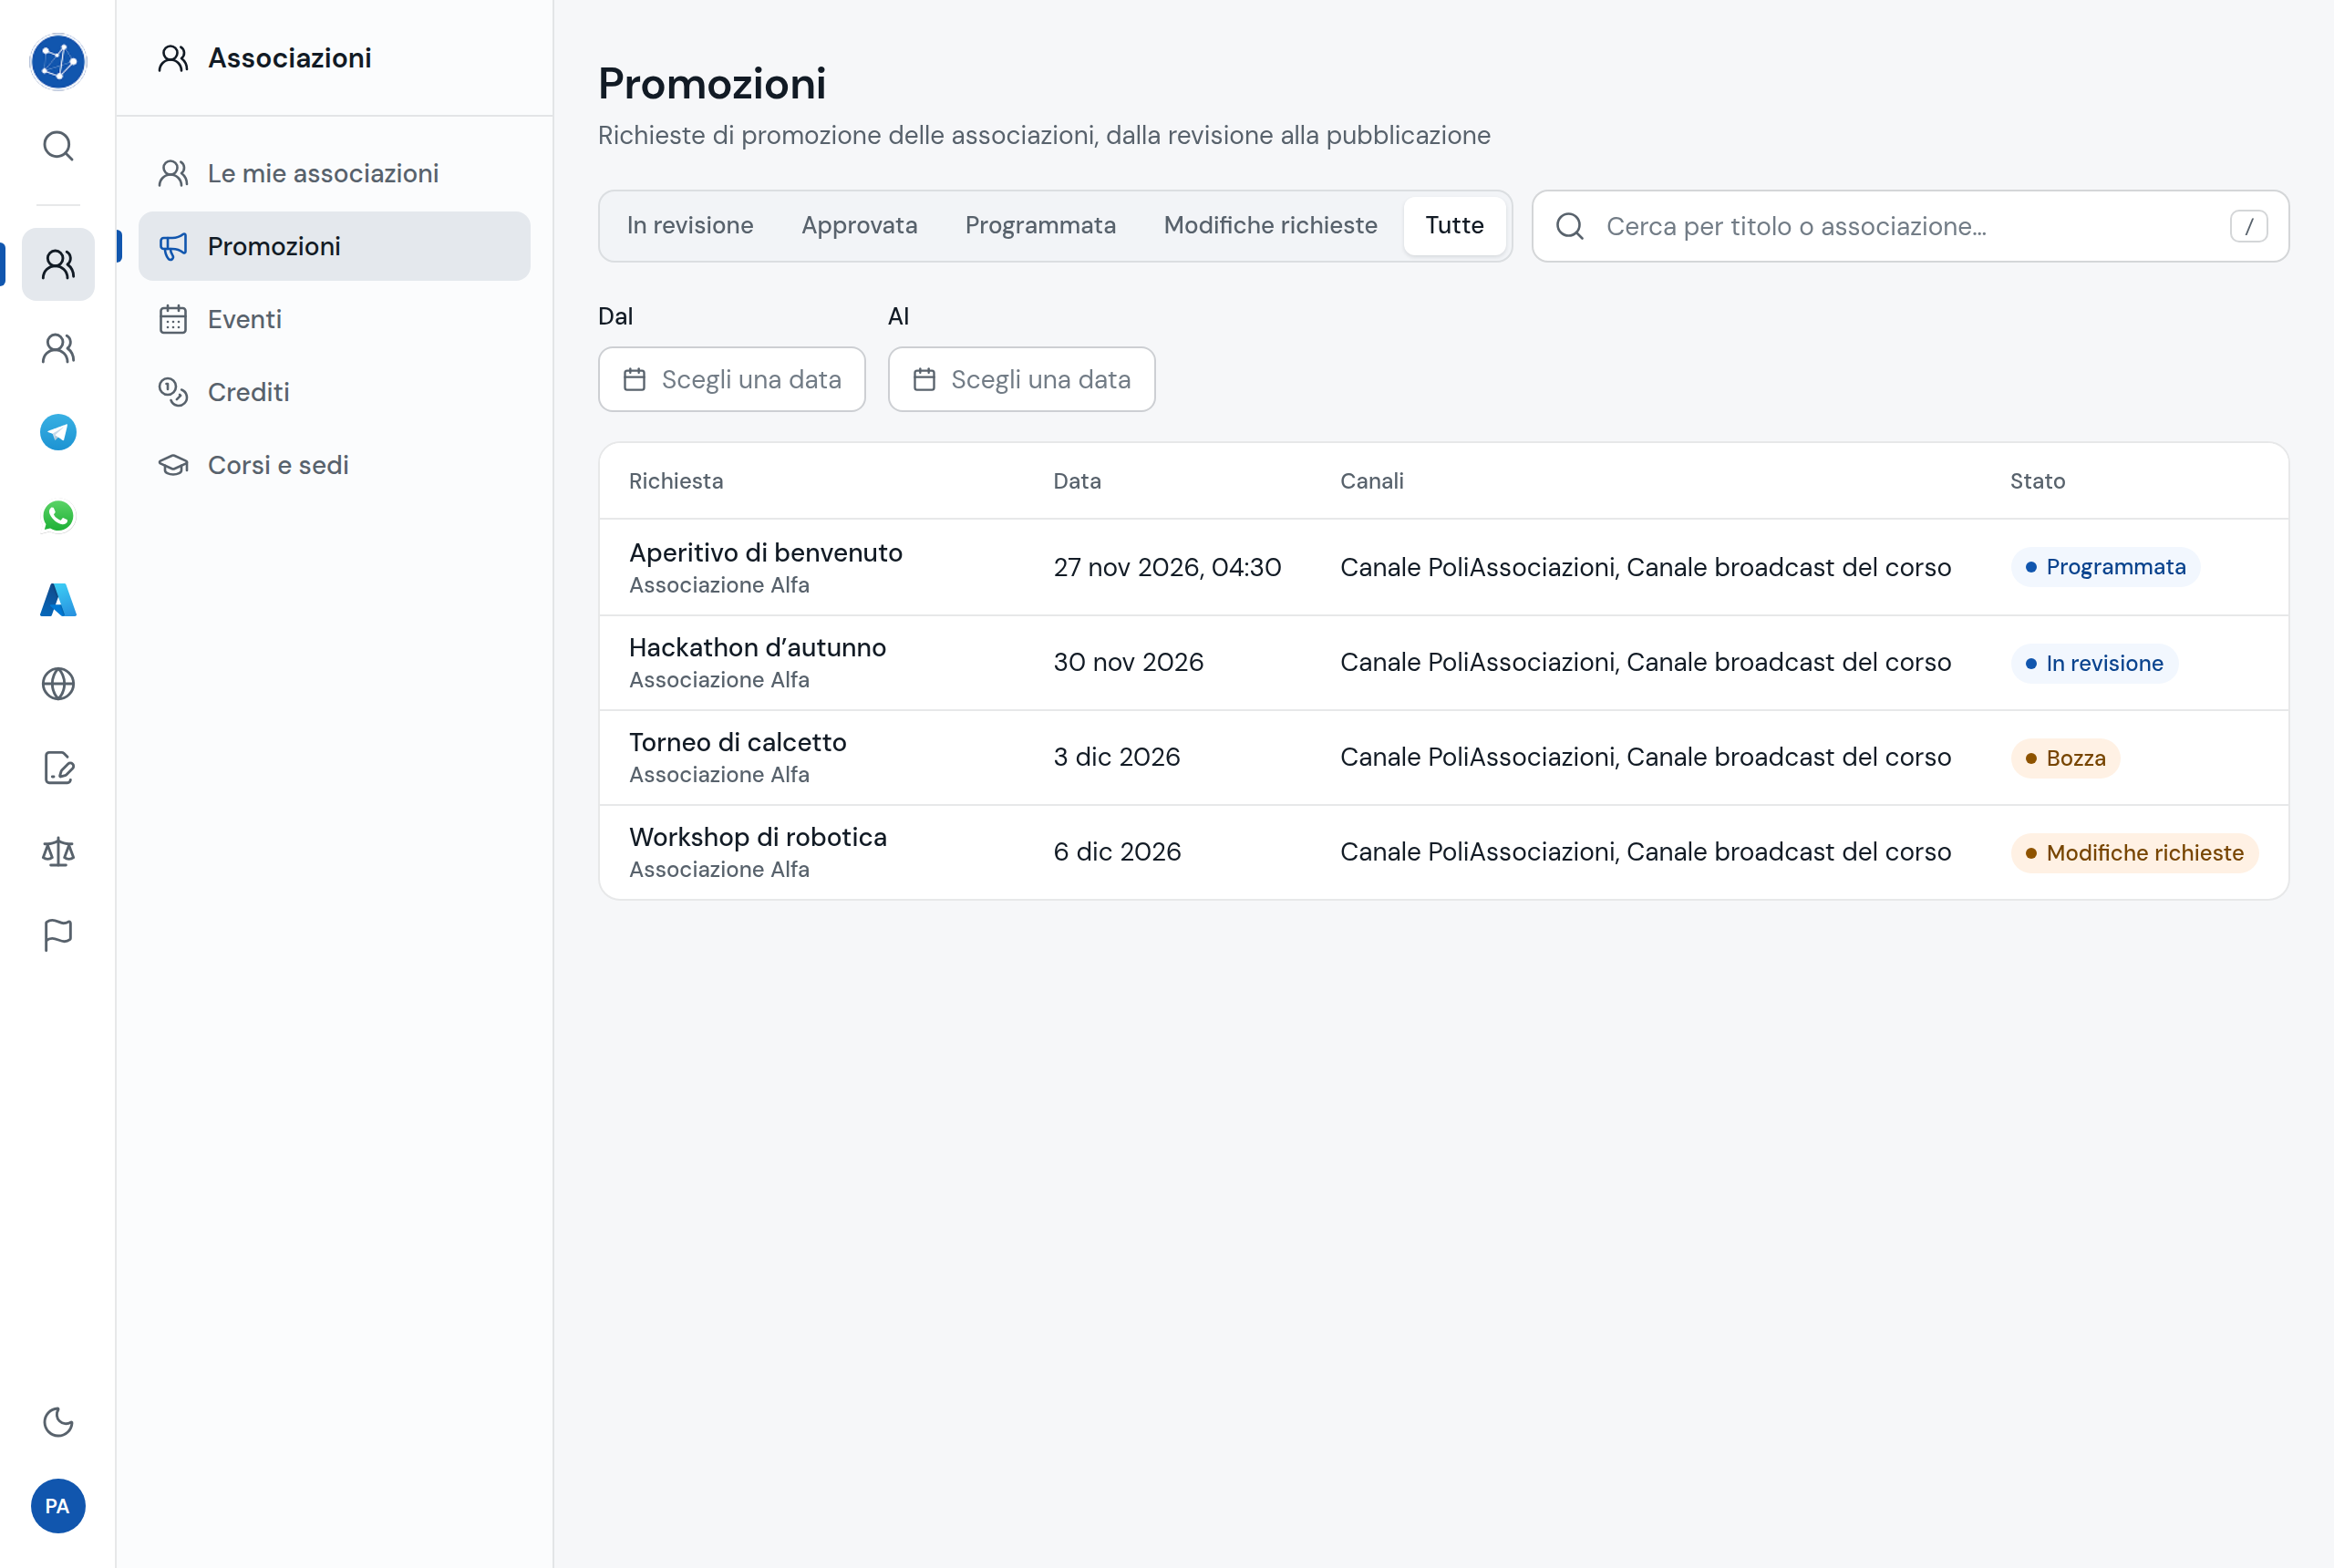 Associazioni
Le mie associazioni
Promozioni
Eventi
Crediti
Corsi e sedi
PA
Promozioni
Richieste di promozione delle associazioni, dalla revisione alla pubblicazione
In revisione Approvata Programmata Modifiche richieste Tutte
Cerca per titolo o associazione... /
Dal Al
Scegli una data Scegli una data
Richiesta Data Canali Stato
Aperitivo di benvenuto
Associazione Alfa
27 nov 2026, 04:30 Canale PoliAssociazioni, Canale broadcast del corso Programmata
Hackathon d’autunno
Associazione Alfa
30 nov 2026 Canale PoliAssociazioni, Canale broadcast del corso In revisione
Torneo di calcetto
Associazione Alfa
3 dic 2026 Canale PoliAssociazioni, Canale broadcast del corso Bozza
Workshop di robotica
Associazione Alfa
6 dic 2026 Canale PoliAssociazioni, Canale broadcast del corso Modifiche richieste